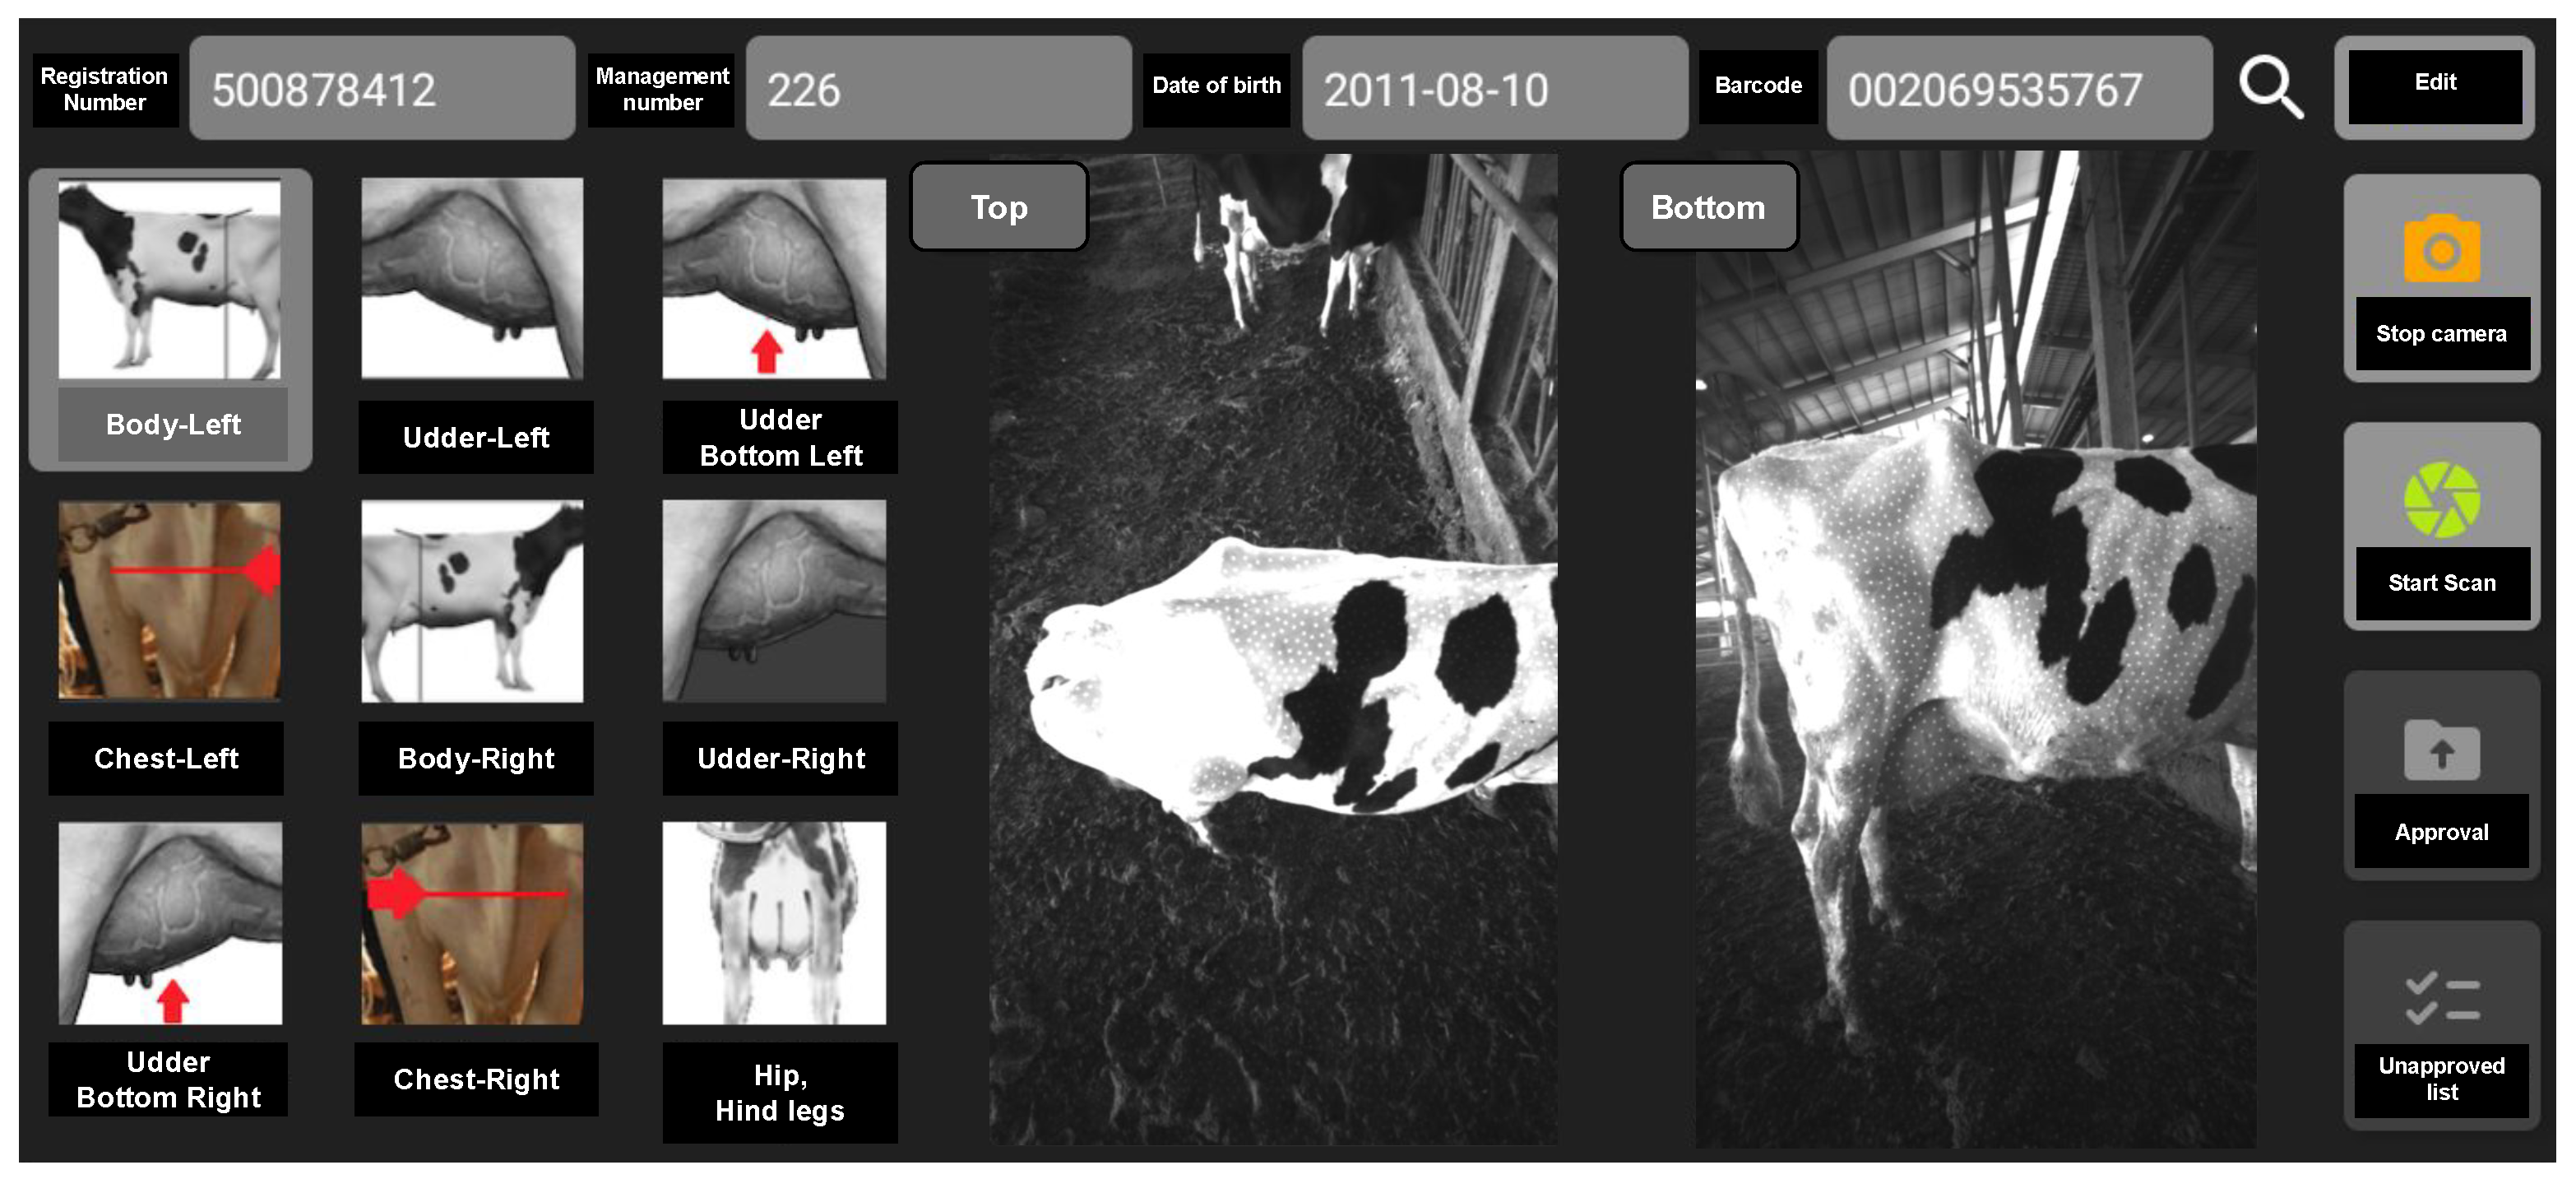 Registration
Number
500878412
Management
number
226
Date of birth
2011-08-10
Barcode
002069535767
Edit
Body-Left
Udder-Left
Udder
Bottom Left
Chest-Left
Body-Right
Udder-Right
Udder
Bottom Right
Chest-Right
Hip,
Hind legs
Top
Bottom
Stop camera
Start Scan
Approval
Unapproved
list